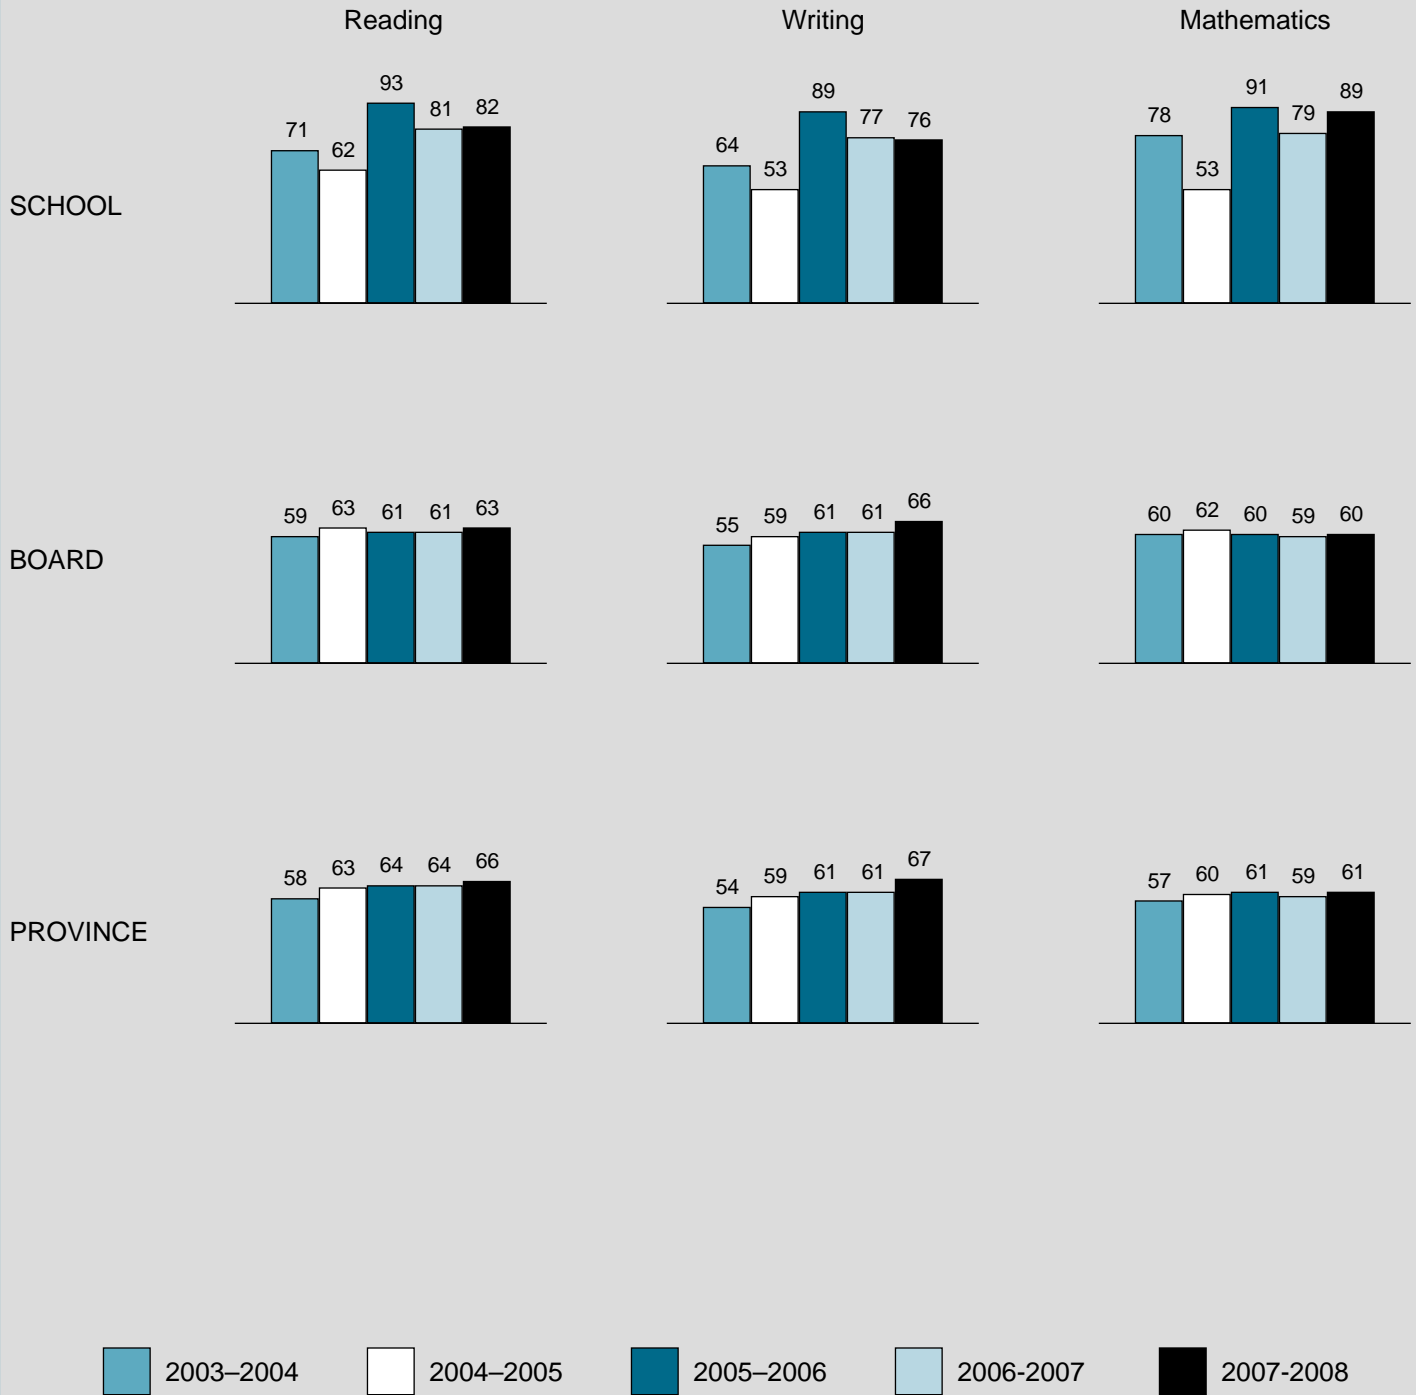 Reading Writing Mathematics
SCHOOL
71 62 93 81 82
64 53 89 77 76
78 53 91 79 89
BOARD
59 63 61 61 63
55 59 61 61 66
60 62 60 59 60
PROVINCE
58 63 64 64 66
54 59 61 61 67
57 60 61 59 61
2003–2004 2004–2005 2005–2006 2006-2007 2007-2008